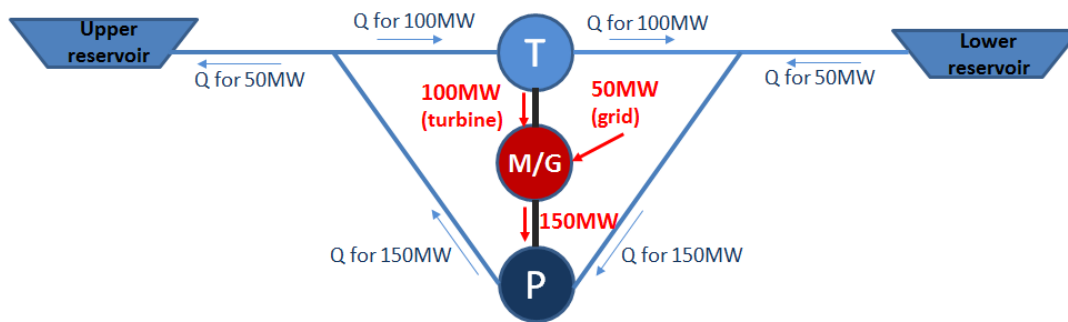 Upper
reservoir
Q for 100MW
T
Q for 100MW
Lower
reservoir
Q for 50MW
Q for 50MW
100MW
(turbine)
50MW
(grid)
M/G
150MW
Q for 150MW
Q for 150MW
P